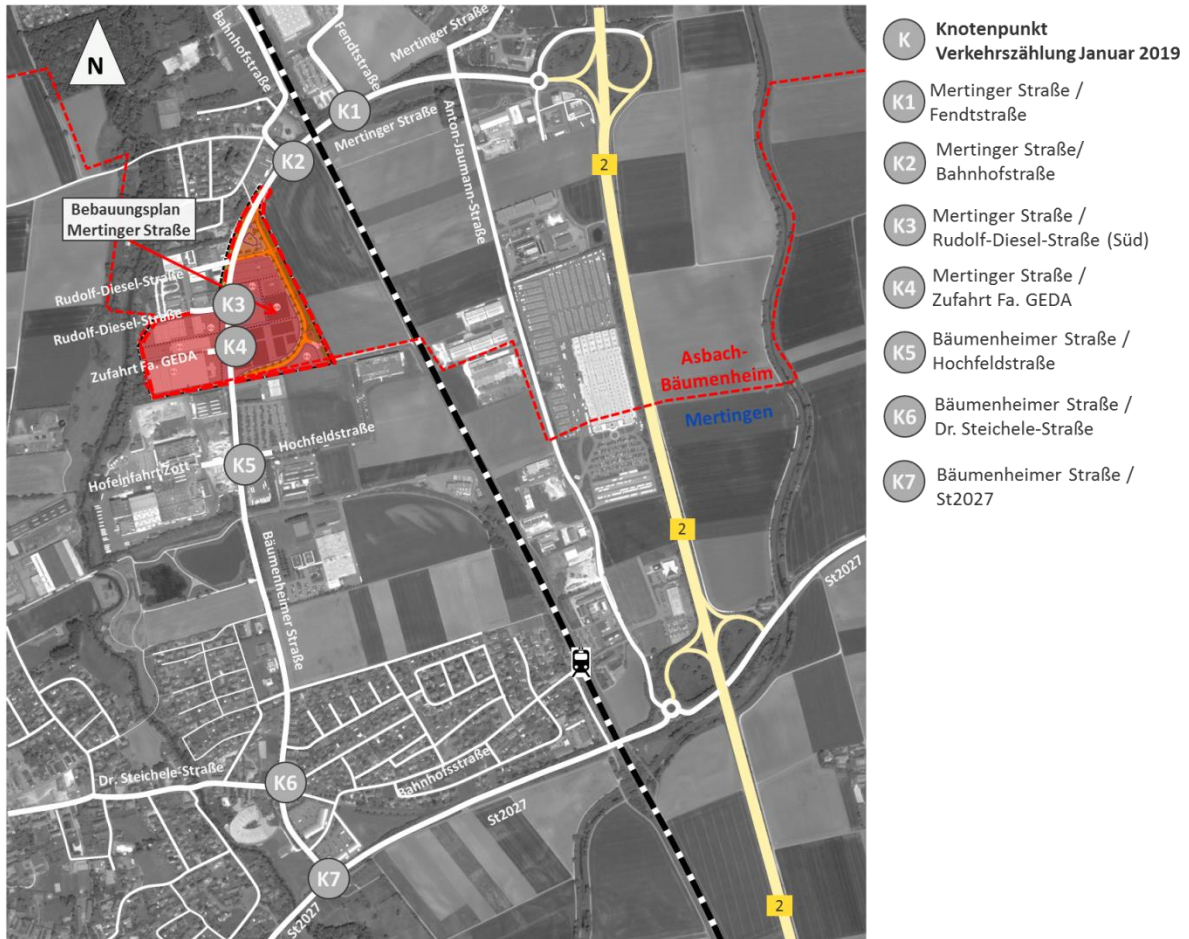 N
Bahnhofstraße
Fendtstraße
Mertinger Straße
K1
Mertinger Straße
K2
Anton-Jaumann-Straße
2
Bebauungsplan
Mertinger Straße
Rudolf-Diesel-Straße
K3
Rudolf-Diesel-Straße
K4
Zufahrt Fa. GEDA
Asbach-
Bäumenheim
Mertingen
Hochfeldstraße
K5
Hofeinfahrt Zott
2
St2027
Bäumenheimer Straße
Dr. Steichele-Straße
K6
Bahnhofsstraße
St2027
K7
St2027
2
K
Knotenpunkt
Verkehrszählung Januar 2019
K1
Mertinger Straße /
Fendtstraße
K2
Mertinger Straße/
Bahnhofstraße
K3
Mertinger Straße /
Rudolf-Diesel-Straße (Süd)
K4
Mertinger Straße /
Zufahrt Fa. GEDA
K5
Bäumenheimer Straße /
Hochfeldstraße
K6
Bäumenheimer Straße /
Dr. Steichele-Straße
K7
Bäumenheimer Straße /
St2027